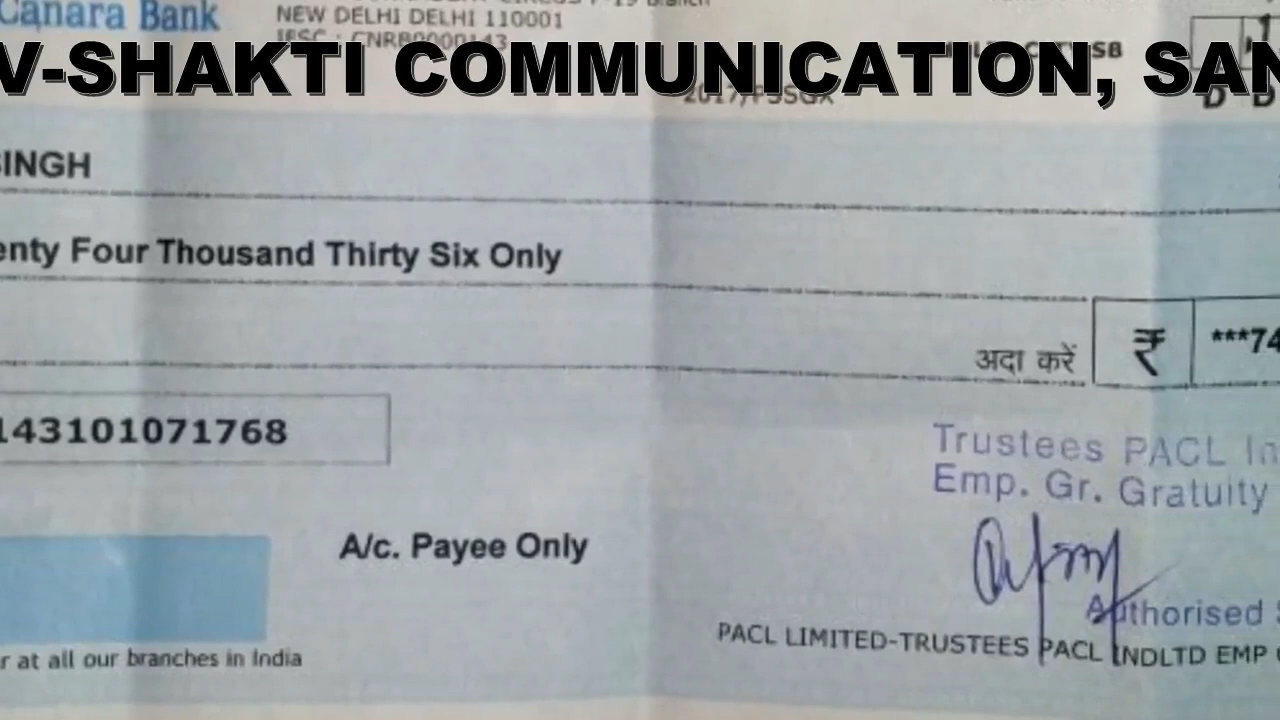 Canara Bank
NEW DELHI DELHI 110001
IFSC : CNRB0000143
V-SHAKTI COMMUNICATION, SAN
SINGH
enty Four Thousand Thirty Six Only
अदा करें ₹ ***74
143101071768
Trustees PACL In
Emp. Gr. Gratuity
A/c. Payee Only
Authorised
PACL LIMITED-TRUSTEES PACL INDLTD EMP
r at all our branches in India